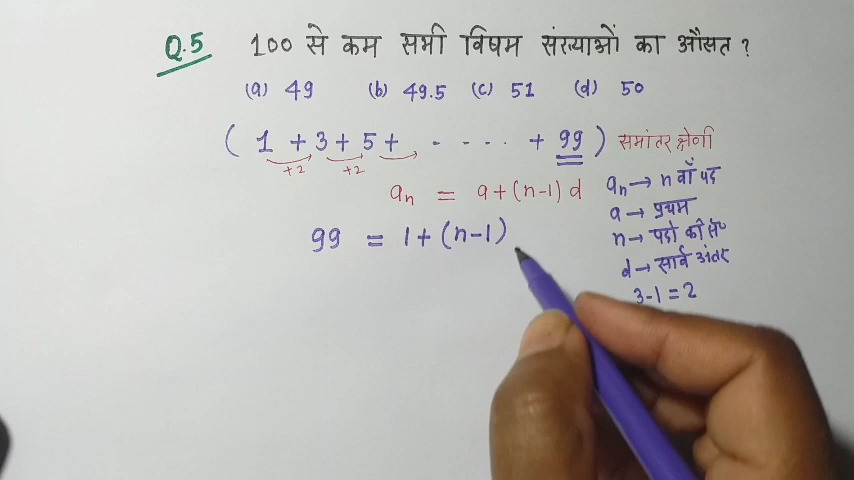 Q.5 100 से कम सभी विषम संख्याओं का औसत ?
(a) 49 (b) 49.5 (c) 51 (d) 50
( 1 + 3 + 5 + - - - - - + 99 ) समांतर श्रेणी
+2 +2
an = a + (n-1) d
an → n वाँ पद
a → प्रथम
99 = 1 + (n-1)
n → पदो की सं०
d → सार्व अंतर
3-1 = 2